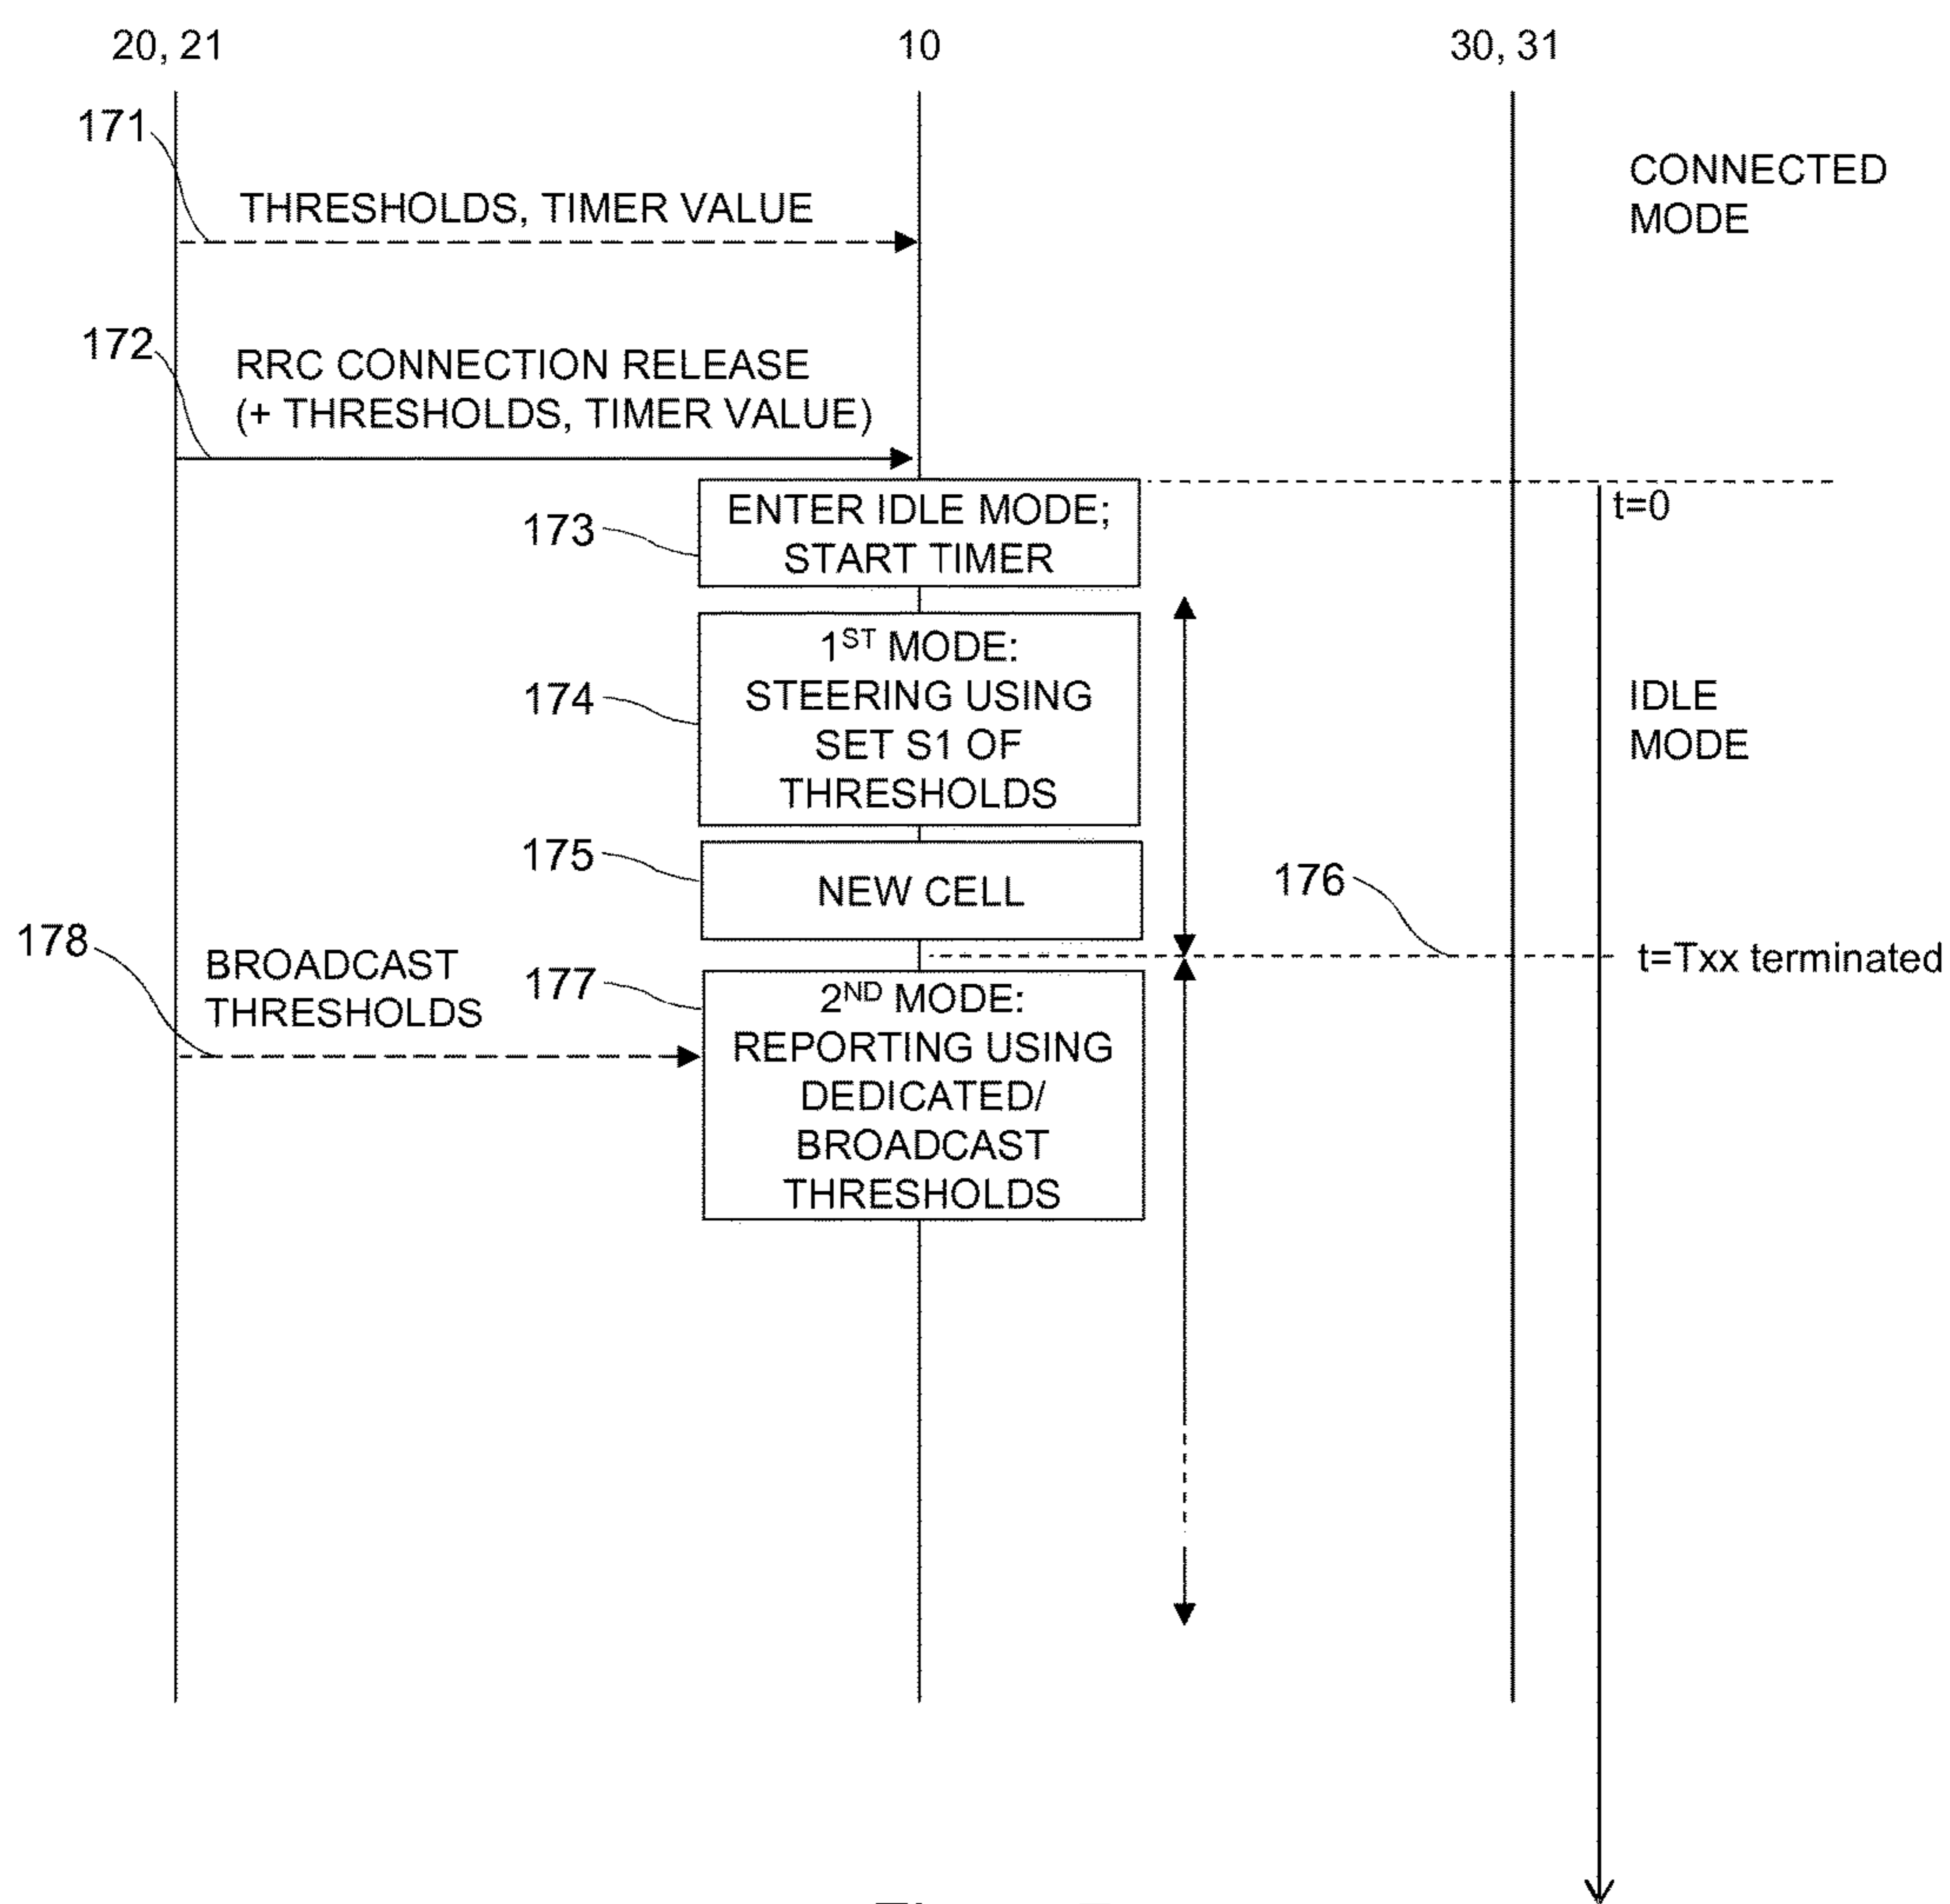 20, 21
10
30, 31
171
THRESHOLDS, TIMER VALUE
CONNECTED
MODE
172
RRC CONNECTION RELEASE
(+ THRESHOLDS, TIMER VALUE)
173
ENTER IDLE MODE;
START TIMER
t=0
174
1ST MODE:
STEERING USING
SET S1 OF
THRESHOLDS
IDLE
MODE
175
NEW CELL
176
t=Txx terminated
178
BROADCAST
THRESHOLDS
177
2ND MODE:
REPORTING USING
DEDICATED/
BROADCAST
THRESHOLDS